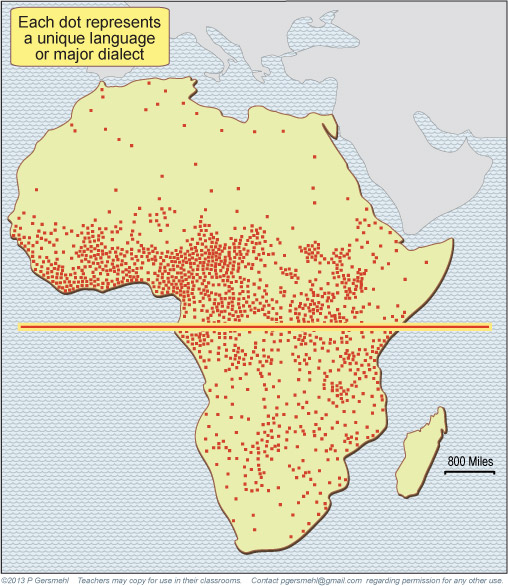 Each dot represents
a unique language
or major dialect
800 Miles
©2013 P Gersmehl Teachers may copy for use in their classrooms. Contact pgersmehl@gmail.com regarding permission for any other use.